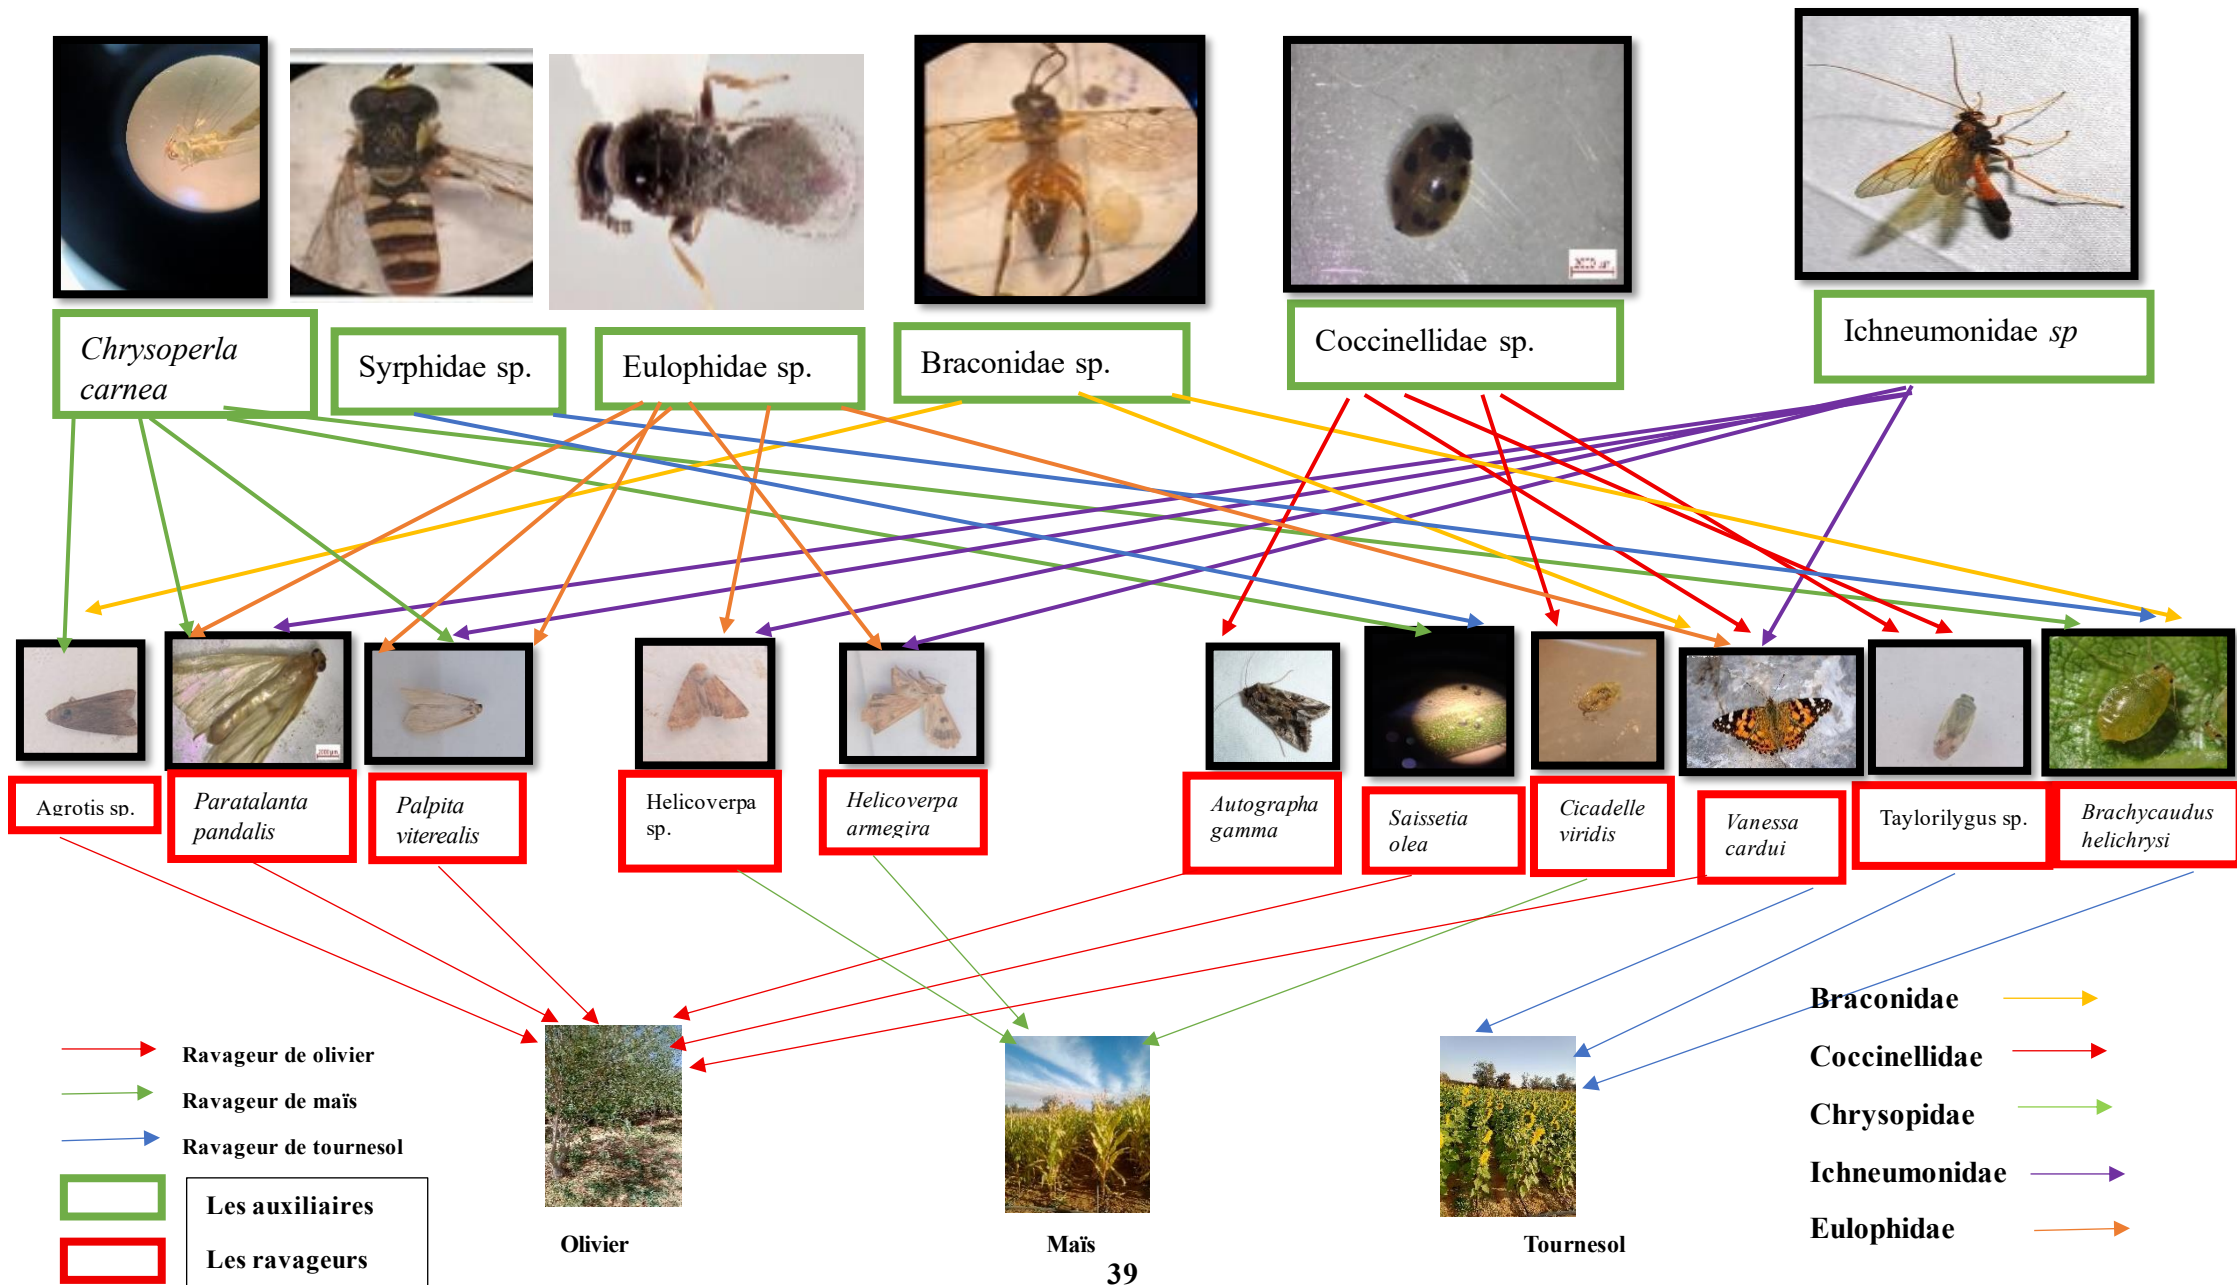 Chrysoperla
carnea
Syrphidae sp.
Eulophidae sp.
Braconidae sp.
Coccinellidae sp.
Ichneumonidae sp
Agrotis sp.
Paratalanta
pandalis
Palpita
viterealis
Helicoverpa
sp.
Helicoverpa
armegira
Autographa
gamma
Saissetia
olea
Cicadelle
viridis
Vanessa
cardui
Taylorilygus sp.
Brachycaudus
helichrysi
Ravageur de olivier
Ravageur de maïs
Ravageur de tournesol
Les auxiliaires
Les ravageurs
Olivier
Maïs
Tournesol
Braconidae
Coccinellidae
Chrysopidae
Ichneumonidae
Eulophidae
39